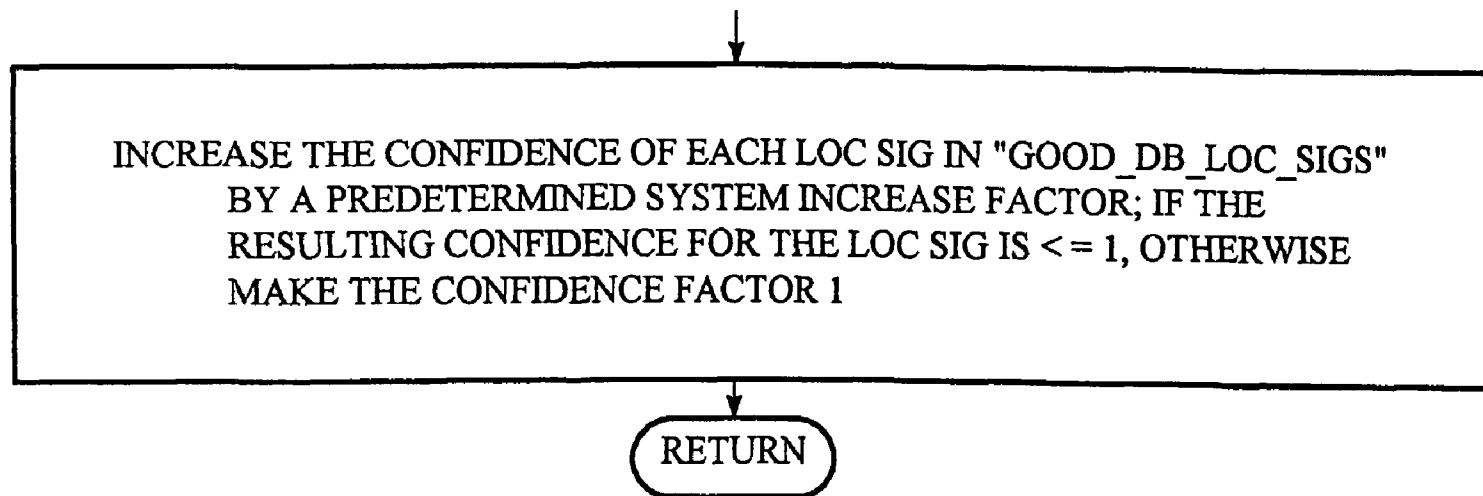 INCREASE THE CONFIDENCE OF EACH LOC SIG IN "GOOD_DB_LOC_SIGS"
BY A PREDETERMINED SYSTEM INCREASE FACTOR; IF THE
RESULTING CONFIDENCE FOR THE LOC SIG IS < = 1, OTHERWISE
MAKE THE CONFIDENCE FACTOR 1
RETURN